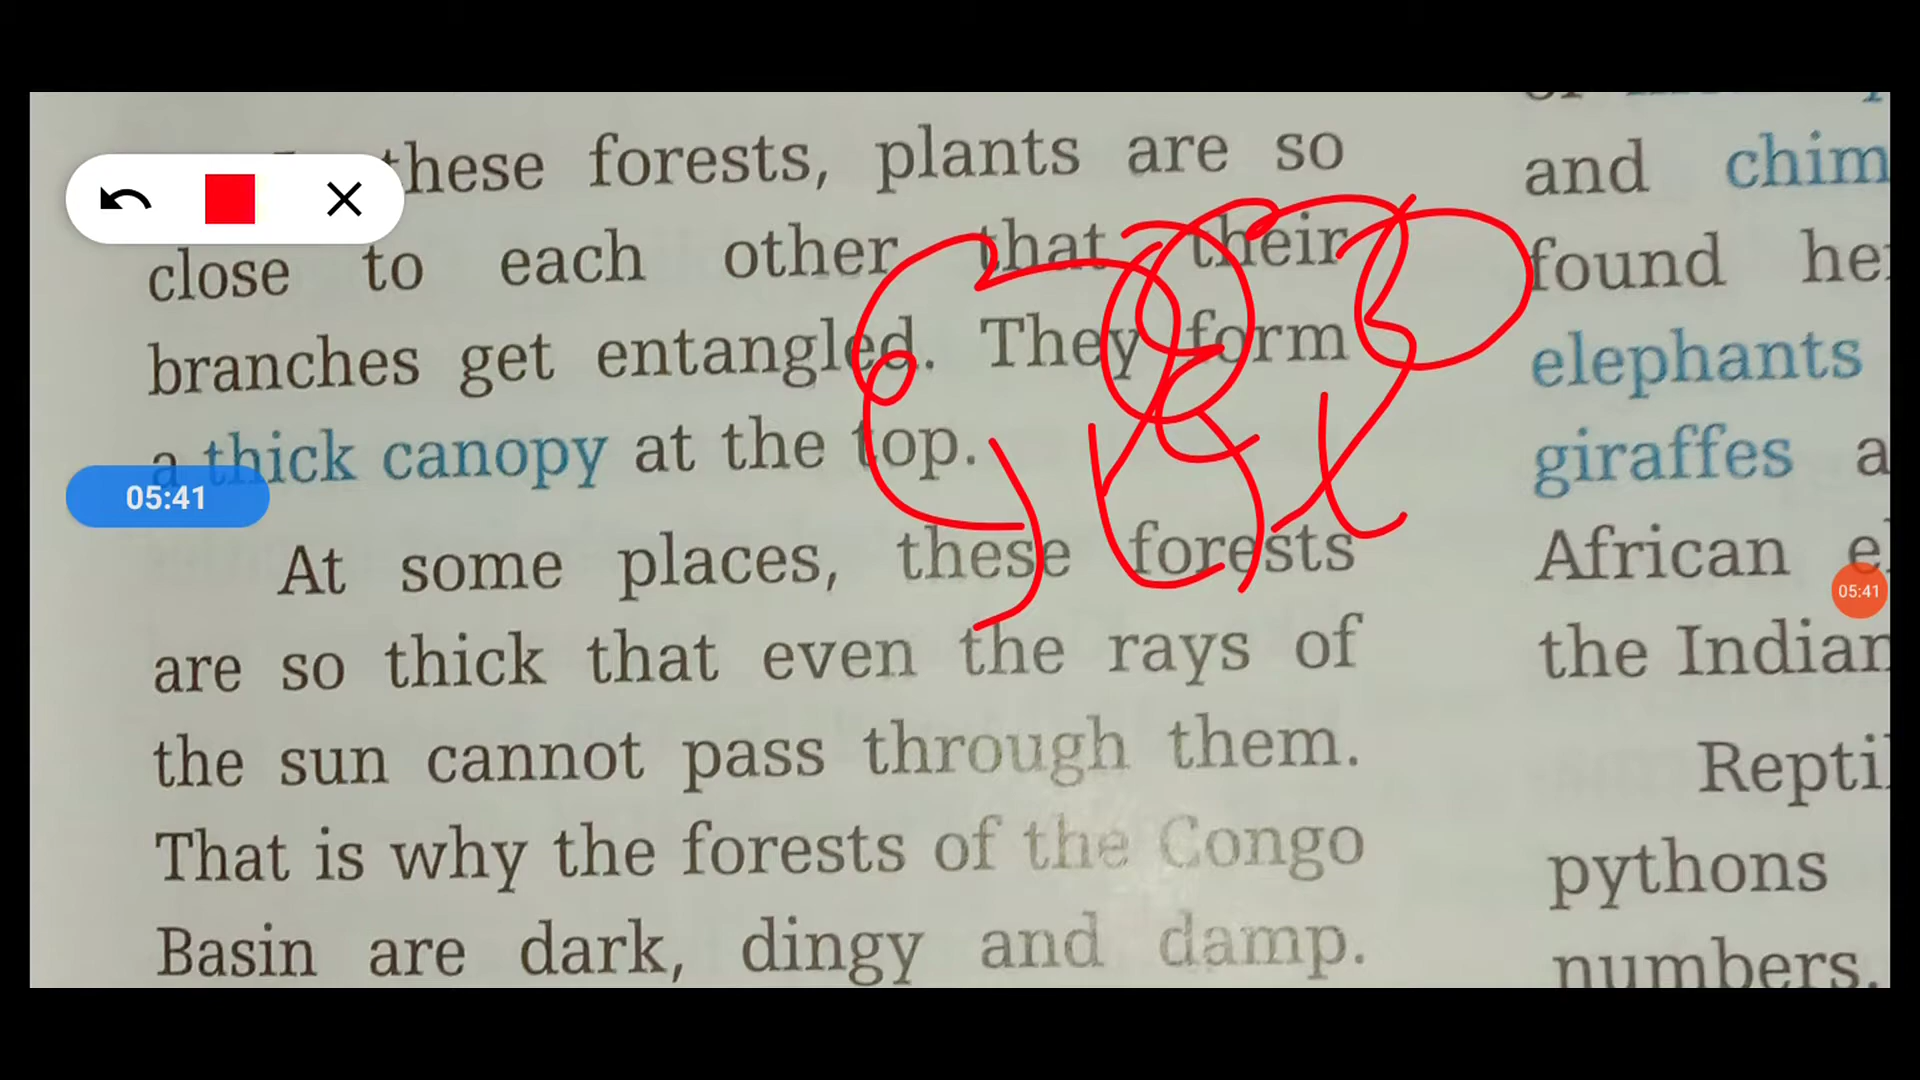 these forests, plants are so
close to each other that their
branches get entangled. They form
a thick canopy at the top.
05:41
At some places, these forests
are so thick that even the rays of
the sun cannot pass through them.
That is why the forests of the Congo
Basin are dark, dingy and damp.
and chim
found her
elephants
giraffes a
African el
05:41
the Indian
Reptil
pythons
numbers.